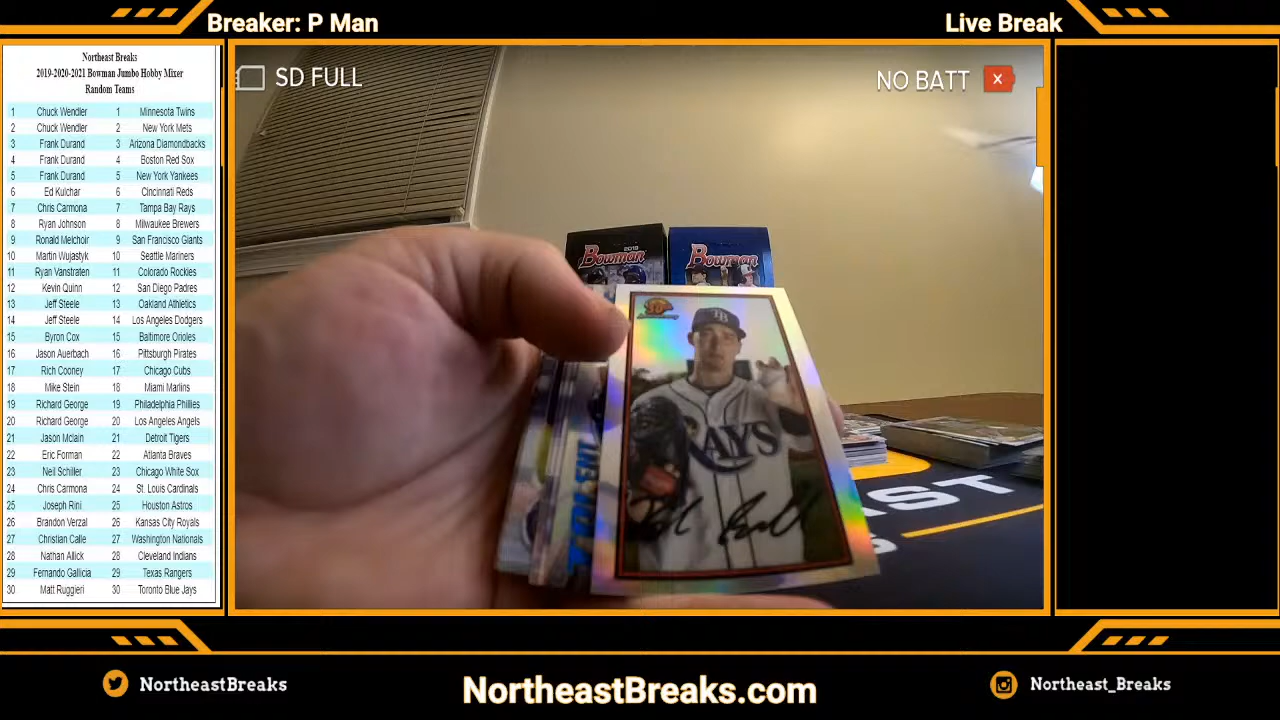 Breaker: P Man
Live Break
Northeast Breaks
2019-2020-2021 Bowman Jumbo Hobby Mixer
Random Teams
1 Chuck Wendler 1 Minnesota Twins
2 Chuck Wendler 2 New York Mets
3 Frank Durand 3 Arizona Diamondbacks
4 Frank Durand 4 Boston Red Sox
5 Frank Durand 5 New York Yankees
6 Ed Kulchar 6 Cincinnati Reds
7 Chris Carmona 7 Tampa Bay Rays
8 Ryan Johnson 8 Milwaukee Brewers
9 Ronald Melchoir 9 San Francisco Giants
10 Martin Wujastyk 10 Seattle Mariners
11 Ryan Vanstraten 11 Colorado Rockies
12 Kevin Quinn 12 San Diego Padres
13 Jeff Steele 13 Oakland Athletics
14 Jeff Steele 14 Los Angeles Dodgers
15 Byron Cox 15 Baltimore Orioles
16 Jason Auerbach 16 Pittsburgh Pirates
17 Rich Cooney 17 Chicago Cubs
18 Mike Stein 18 Miami Marlins
19 Richard George 19 Philadelphia Phillies
20 Richard George 20 Los Angeles Angels
21 Jason Mclain 21 Detroit Tigers
22 Eric Forman 22 Atlanta Braves
23 Neil Schiller 23 Chicago White Sox
24 Chris Carmona 24 St. Louis Cardinals
25 Joseph Rini 25 Houston Astros
26 Brandon Verzal 26 Kansas City Royals
27 Christian Calle 27 Washington Nationals
28 Nathan Allick 28 Cleveland Indians
29 Fernando Gallicia 29 Texas Rangers
30 Matt Ruggieri 30 Toronto Blue Jays
SD FULL
NO BATT
2019
Bowman
Bowman
TB
RAYS
NortheastBreaks
NortheastBreaks.com
Northeast_Breaks